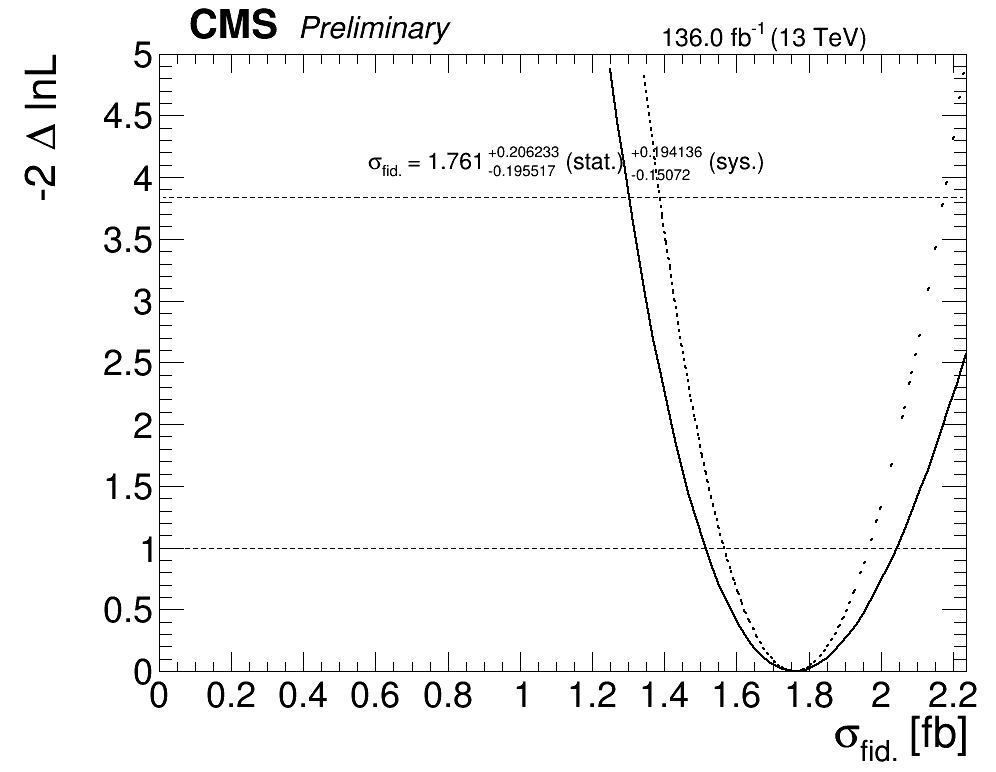 CMS Preliminary
136.0 fb-1 (13 TeV)
-2 Δ lnL
5
4.5
4
3.5
3
2.5
2
1.5
1
0.5
0
σfid. = 1.761 +0.206233 -0.195517 (stat.) +0.194136 -0.15072 (sys.)
0 0.2 0.4 0.6 0.8 1 1.2 1.4 1.6 1.8 2 2.2
σfid. [fb]